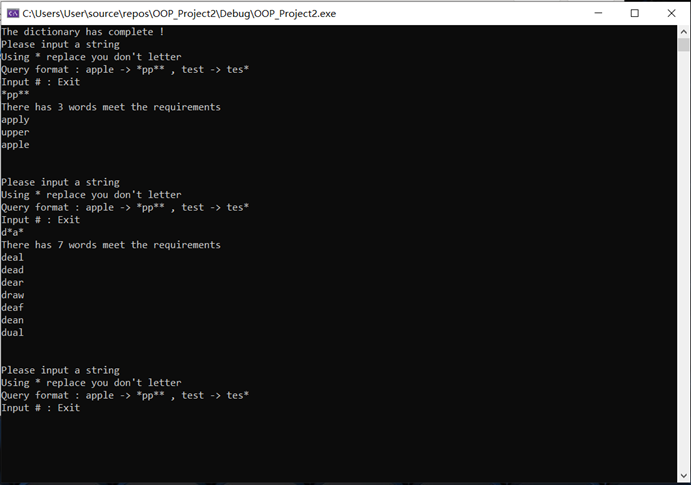 C:\Users\User\source\repos\OOP_Project2\Debug\OOP_Project2.exe
The dictionary has complete !
Please input a string
Using * replace you don't letter
Query format : apple -> *pp** , test -> tes*
Input # : Exit
*pp**
There has 3 words meet the requirements
apply
upper
apple
Please input a string
Using * replace you don't letter
Query format : apple -> *pp** , test -> tes*
Input # : Exit
d*a*
There has 7 words meet the requirements
deal
dead
dear
draw
deaf
dean
dual
Please input a string
Using * replace you don't letter
Query format : apple -> *pp** , test -> tes*
Input # : Exit